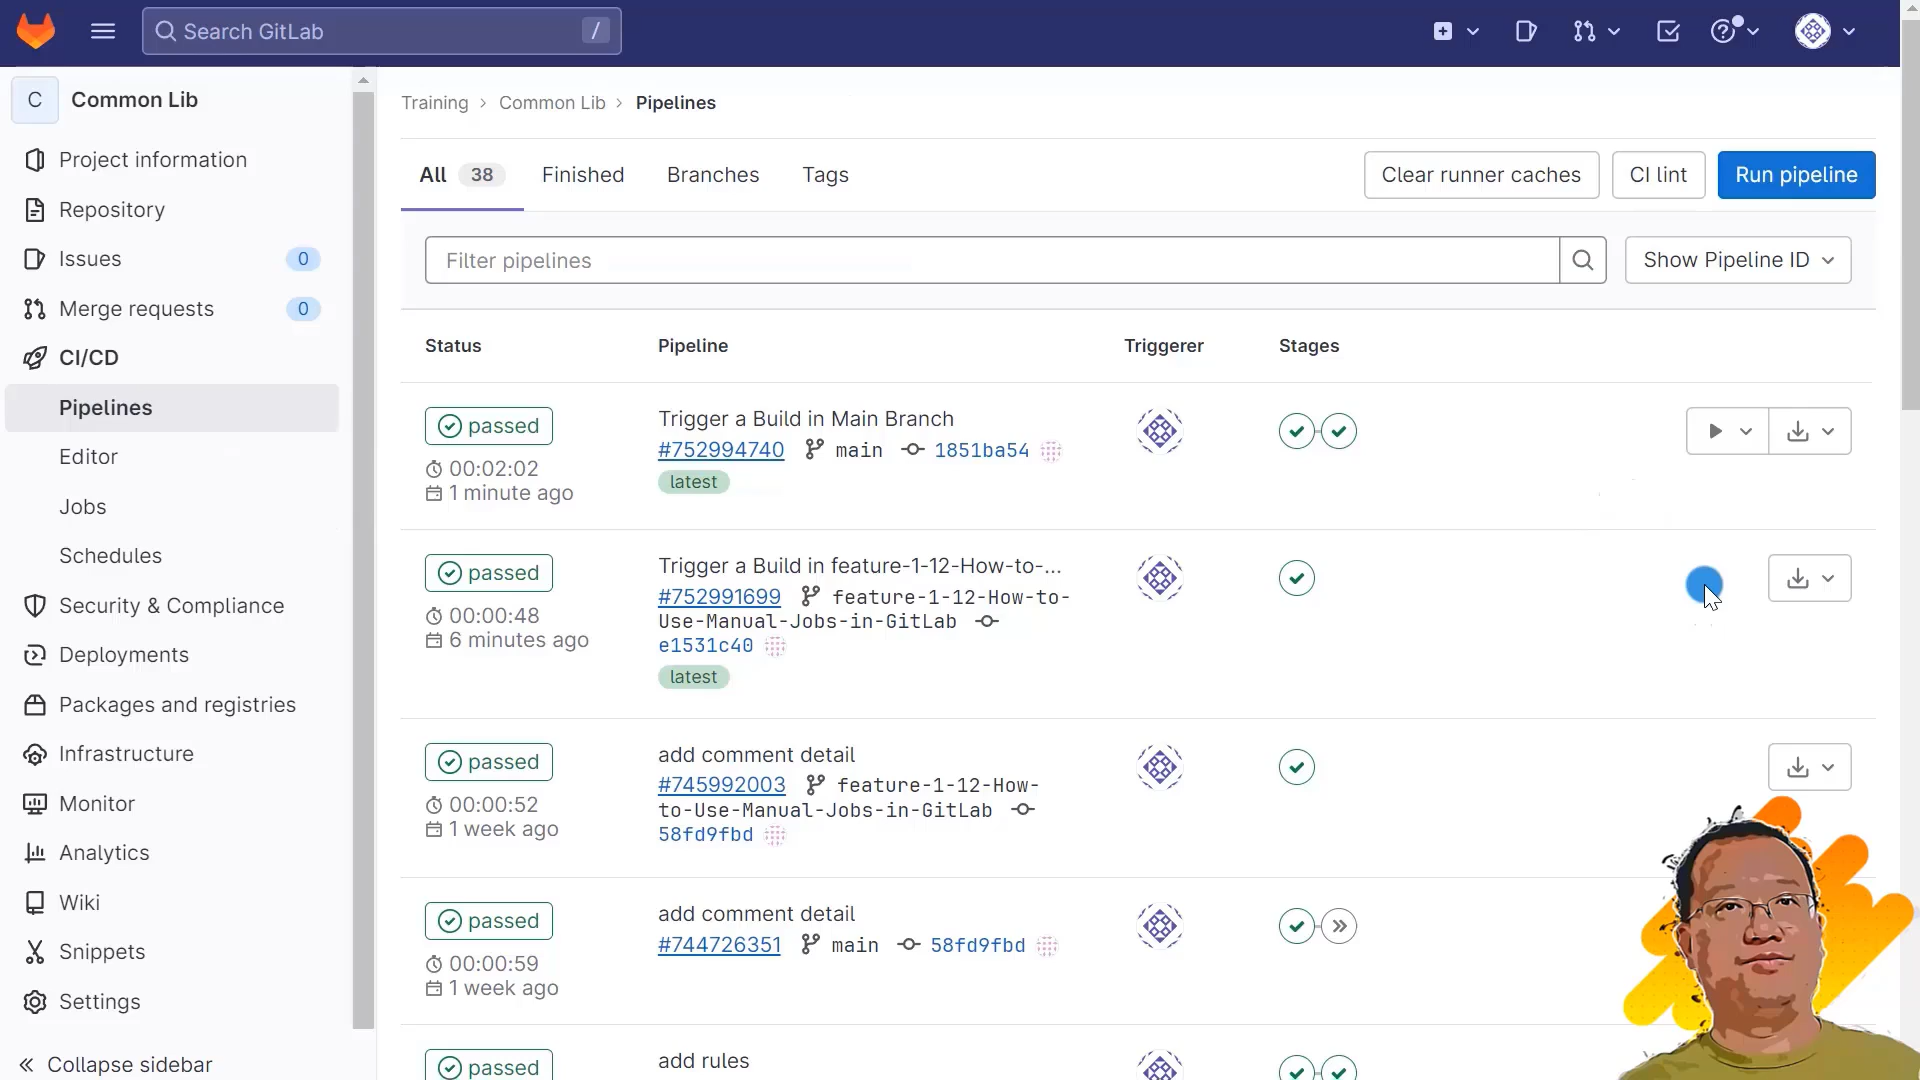 Search GitLab /
C Common Lib
Project information
Repository
Issues 0
Merge requests 0
CI/CD
Pipelines
Editor
Jobs
Schedules
Security & Compliance
Deployments
Packages and registries
Infrastructure
Monitor
Analytics
Wiki
Snippets
Settings
Collapse sidebar
Training > Common Lib > Pipelines
All 38 Finished Branches Tags
Clear runner caches CI lint Run pipeline
Filter pipelines Show Pipeline ID
Status Pipeline Triggerer Stages
passed
00:02:02
1 minute ago
Trigger a Build in Main Branch
#752994740 main 1851ba54
latest
passed
00:00:48
6 minutes ago
Trigger a Build in feature-1-12-How-to-...
#752991699 feature-1-12-How-to-
Use-Manual-Jobs-in-GitLab
e1531c40
latest
passed
00:00:52
1 week ago
add comment detail
#745992003 feature-1-12-How-
to-Use-Manual-Jobs-in-GitLab
58fd9fbd
passed
00:00:59
1 week ago
add comment detail
#744726351 main 58fd9fbd
passed
add rules